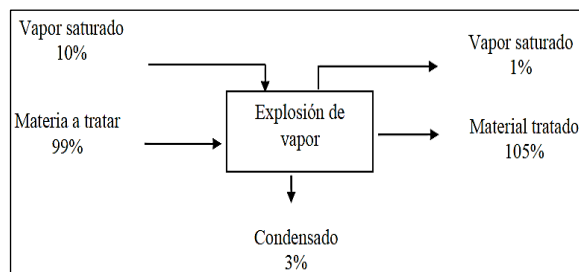 Vapor saturado
10%
Vapor saturado
1%
Materia a tratar
99%
Explosión de
vapor
Material tratado
105%
Condensado
3%